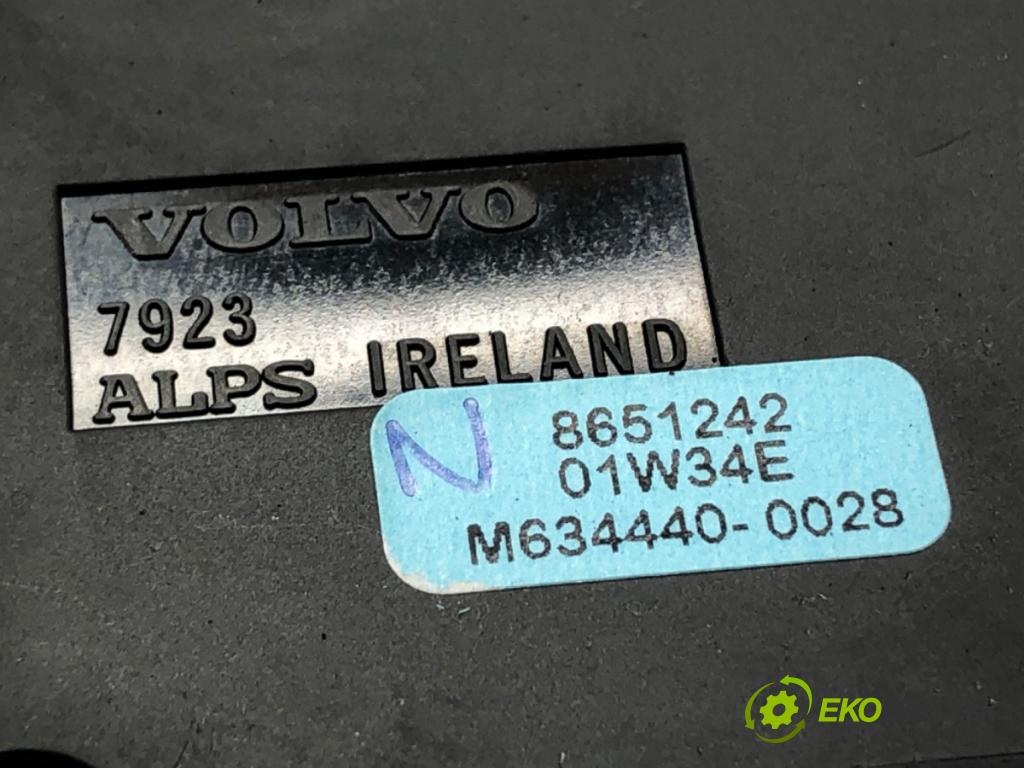 VOLVO
7923
ALPS IRELAND
N
8651242
01W34E
M634440-0028
EKO